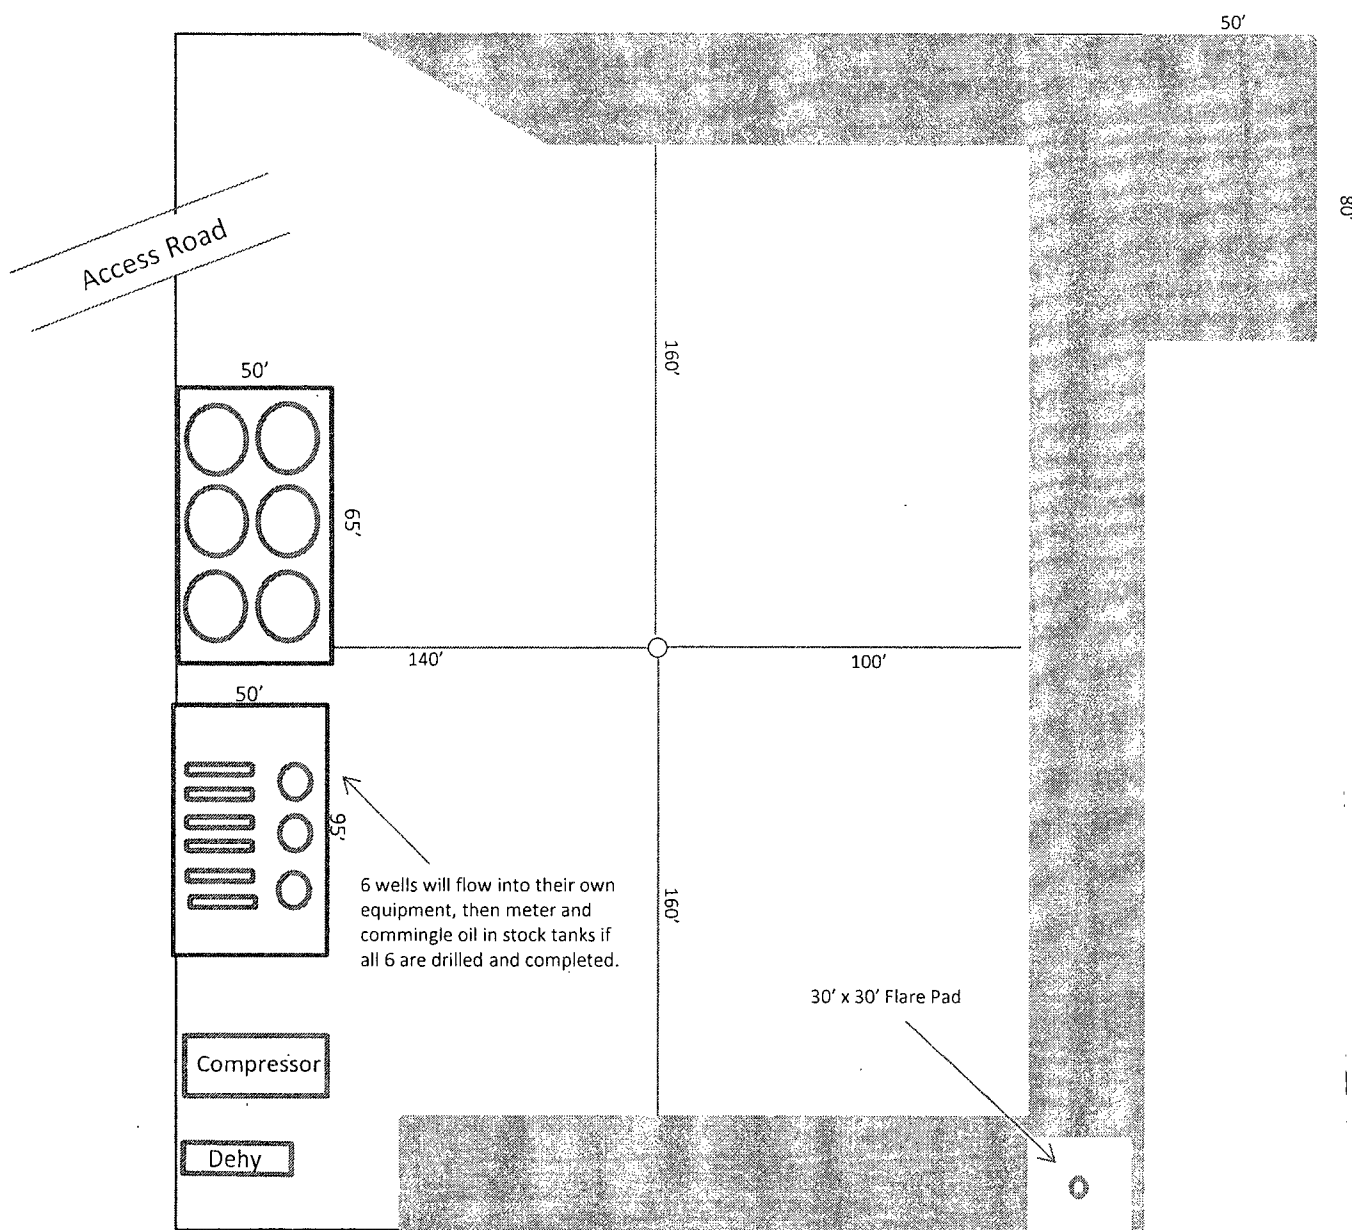 50'
80'
Access Road
50'
160'
65'
140'
100'
50'
95'
6 wells will flow into their own
equipment, then meter and
commingle oil in stock tanks if
all 6 are drilled and completed.
160'
30' x 30' Flare Pad
Compressor
Dehy